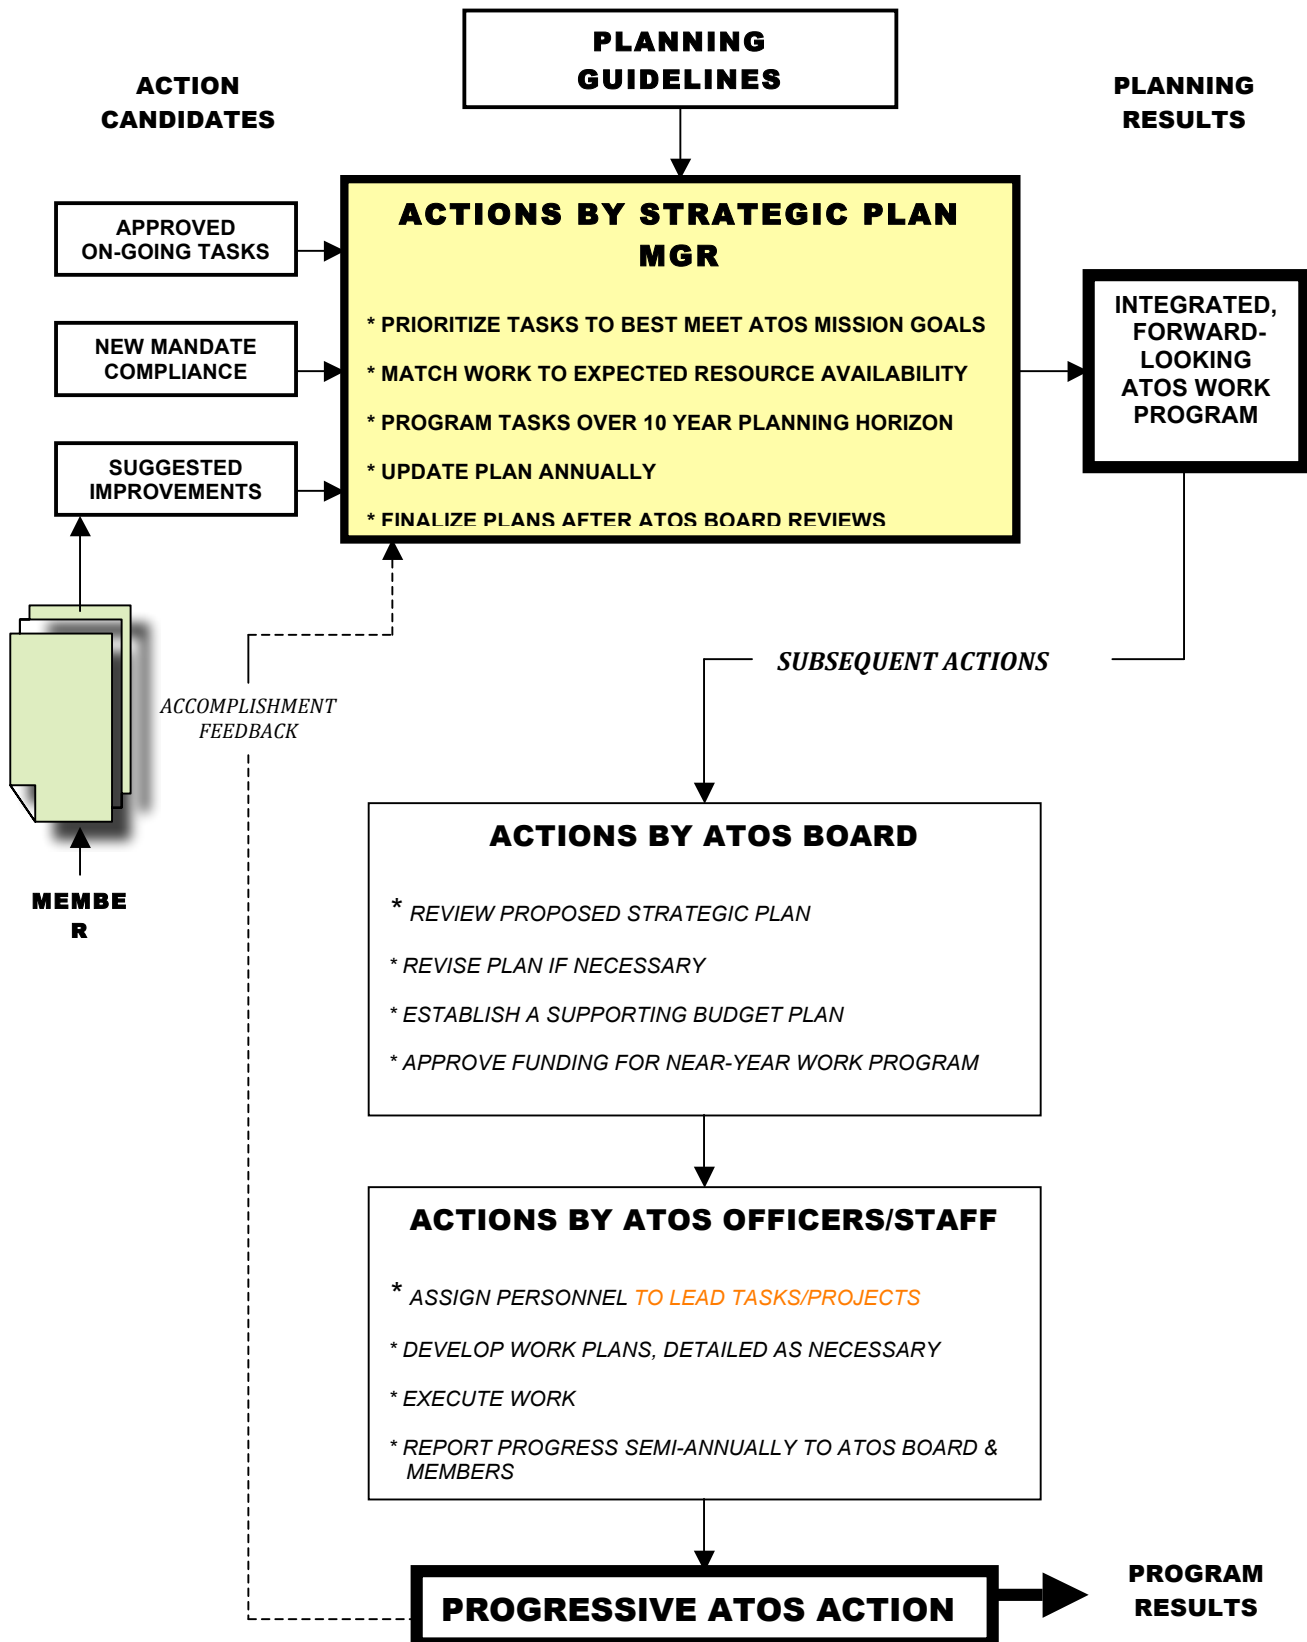 PLANNING
GUIDELINES
ACTION
CANDIDATES
PLANNING
RESULTS
APPROVED
ON-GOING TASKS
NEW MANDATE
COMPLIANCE
SUGGESTED
IMPROVEMENTS
ACTIONS BY STRATEGIC PLAN
MGR
* PRIORITIZE TASKS TO BEST MEET ATOS MISSION GOALS
* MATCH WORK TO EXPECTED RESOURCE AVAILABILITY
* PROGRAM TASKS OVER 10 YEAR PLANNING HORIZON
* UPDATE PLAN ANNUALLY
* FINALIZE PLANS AFTER ATOS BOARD REVIEWS
INTEGRATED,
FORWARD-
LOOKING
ATOS WORK
PROGRAM
SUBSEQUENT ACTIONS
ACCOMPLISHMENT
FEEDBACK
MEMBE
R
ACTIONS BY ATOS BOARD
* REVIEW PROPOSED STRATEGIC PLAN
* REVISE PLAN IF NECESSARY
* ESTABLISH A SUPPORTING BUDGET PLAN
* APPROVE FUNDING FOR NEAR-YEAR WORK PROGRAM
ACTIONS BY ATOS OFFICERS/STAFF
* ASSIGN PERSONNEL TO LEAD TASKS/PROJECTS
* DEVELOP WORK PLANS, DETAILED AS NECESSARY
* EXECUTE WORK
* REPORT PROGRESS SEMI-ANNUALLY TO ATOS BOARD &
MEMBERS
PROGRESSIVE ATOS ACTION
PROGRAM
RESULTS